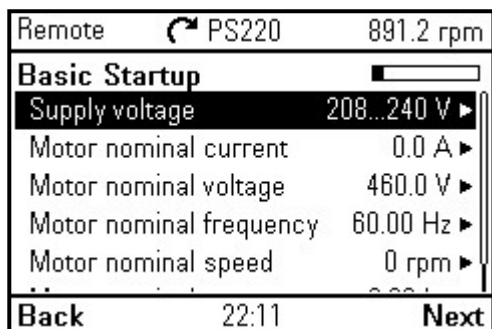 Remote PS220 891.2 rpm
Basic Startup
Supply voltage 208...240 V
Motor nominal current 0.0 A
Motor nominal voltage 460.0 V
Motor nominal frequency 60.00 Hz
Motor nominal speed 0 rpm
Back 22:11 Next